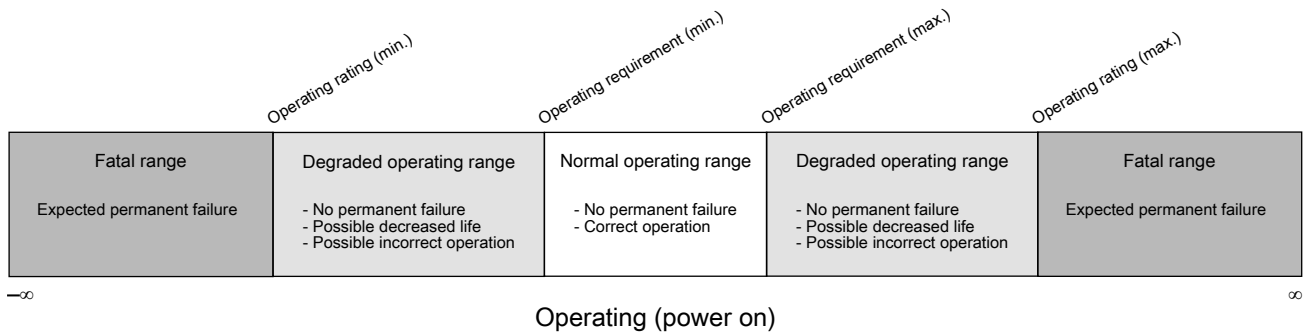 Operating rating (min.)
Operating requirement (min.)
Operating requirement (max.)
Operating rating (max.)
Fatal range
Expected permanent failure
Degraded operating range
- No permanent failure
- Possible decreased life
- Possible incorrect operation
Normal operating range
- No permanent failure
- Correct operation
Degraded operating range
- No permanent failure
- Possible decreased life
- Possible incorrect operation
Fatal range
Expected permanent failure
–∞
∞
Operating (power on)